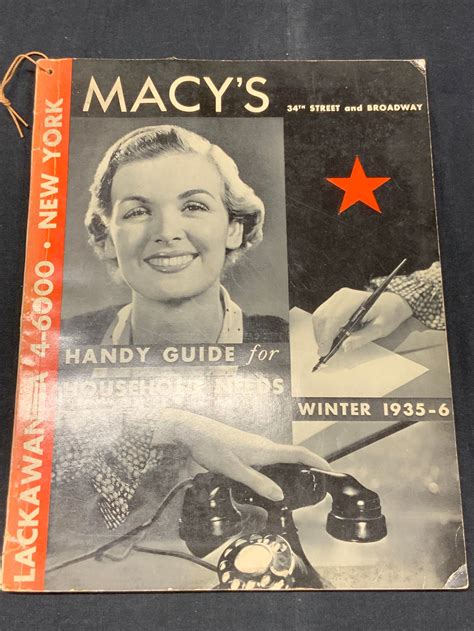 MACY'S
34TH STREET and BROADWAY
HANDY GUIDE for
HOUSEHOLD NEEDS
WINTER 1935-6
LACKAWANNA 4-6000 • NEW YORK